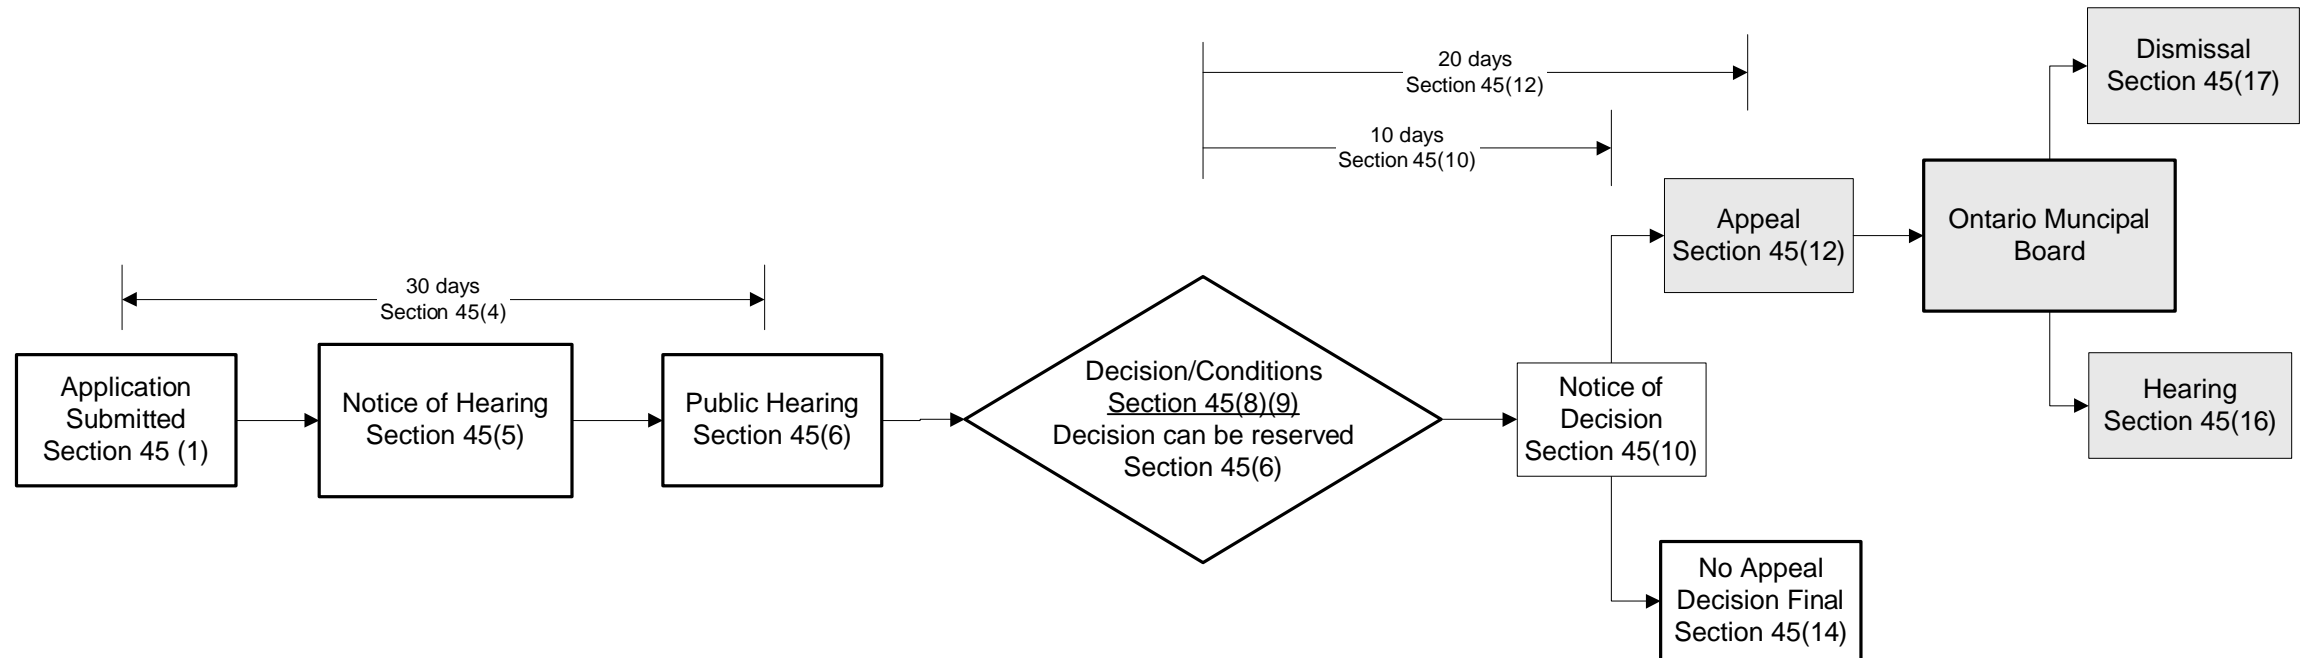 20 days
Section 45(12)
10 days
Section 45(10)
30 days
Section 45(4)
Application
Submitted
Section 45 (1)
Notice of Hearing
Section 45(5)
Public Hearing
Section 45(6)
Decision/Conditions
Section 45(8)(9)
Decision can be reserved
Section 45(6)
Notice of
Decision
Section 45(10)
Appeal
Section 45(12)
No Appeal
Decision Final
Section 45(14)
Ontario Muncipal
Board
Dismissal
Section 45(17)
Hearing
Section 45(16)